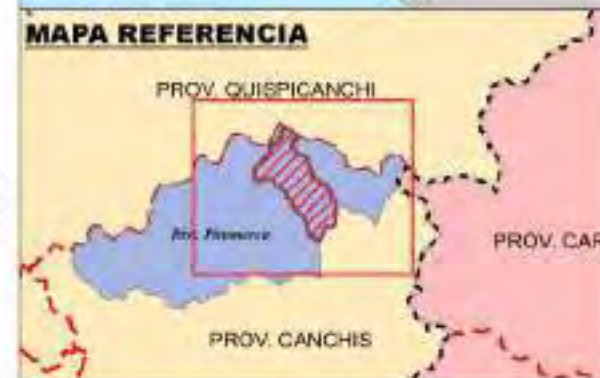 MAPA REFERENCIA
PROV. QUISPICANCHI
PROV. CAR
PROV. CANCHIS